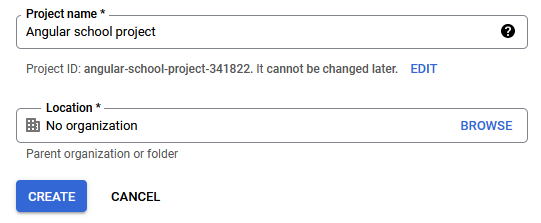 Project name *
Angular school project
?
Project ID: angular-school-project-341822. It cannot be changed later. EDIT
Location *
No organization BROWSE
Parent organization or folder
CREATE CANCEL